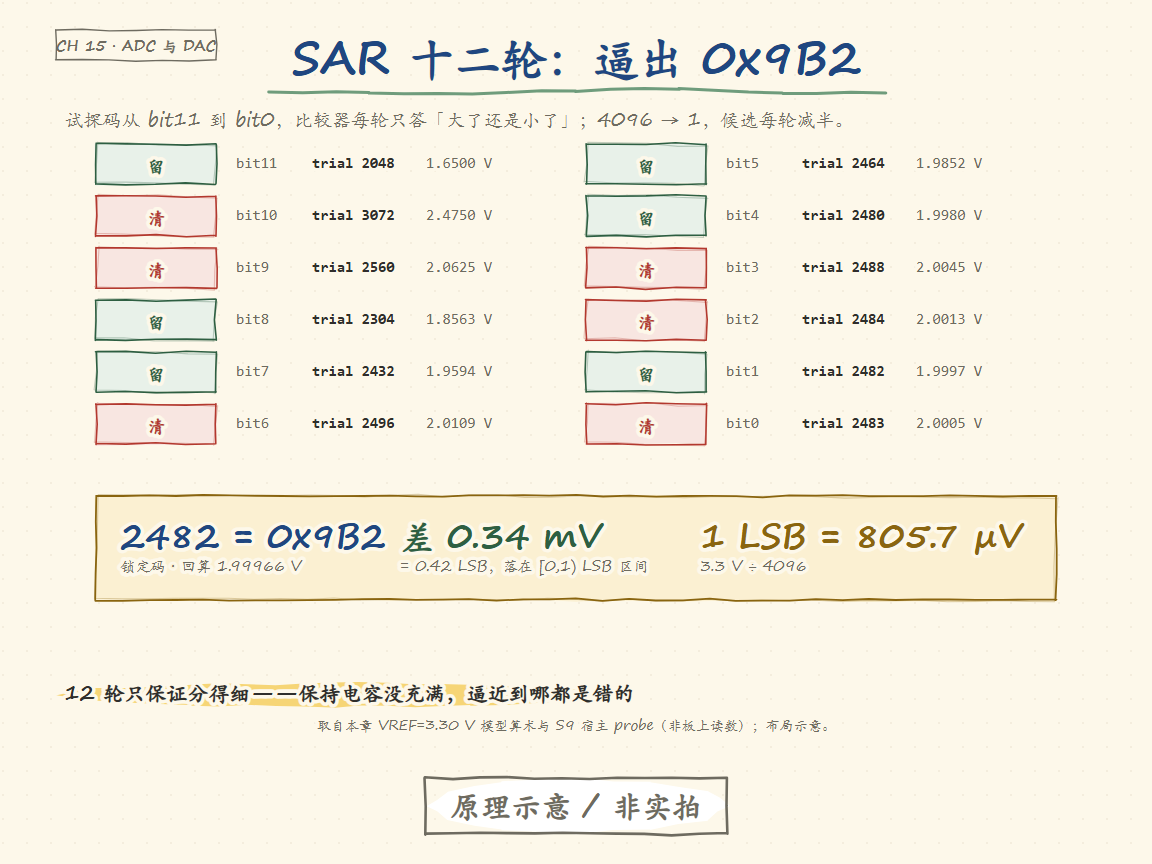 CH 15 · ADC 与 DAC
SAR 十二轮：逼出 0x9B2
试探码从 bit11 到 bit0，比较器每轮只答「大了还是小了」；4096 → 1，候选每轮减半。
留 bit11 trial 2048 1.6500 V
清 bit10 trial 3072 2.4750 V
清 bit9 trial 2560 2.0625 V
留 bit8 trial 2304 1.8563 V
留 bit7 trial 2432 1.9594 V
清 bit6 trial 2496 2.0109 V
留 bit5 trial 2464 1.9852 V
留 bit4 trial 2480 1.9980 V
清 bit3 trial 2488 2.0045 V
清 bit2 trial 2484 2.0013 V
留 bit1 trial 2482 1.9997 V
清 bit0 trial 2483 2.0005 V
2482 = 0x9B2
锁定码 · 回算 1.99966 V
差 0.34 mV
= 0.42 LSB，落在 [0,1) LSB 区间
1 LSB = 805.7 µV
3.3 V ÷ 4096
12 轮只保证分得细——保持电容没充满，逼近到哪都是错的
取自本章 VREF=3.30 V 模型算术与 S9 宿主 probe（非板上读数）；布局示意。
原理示意 / 非实拍